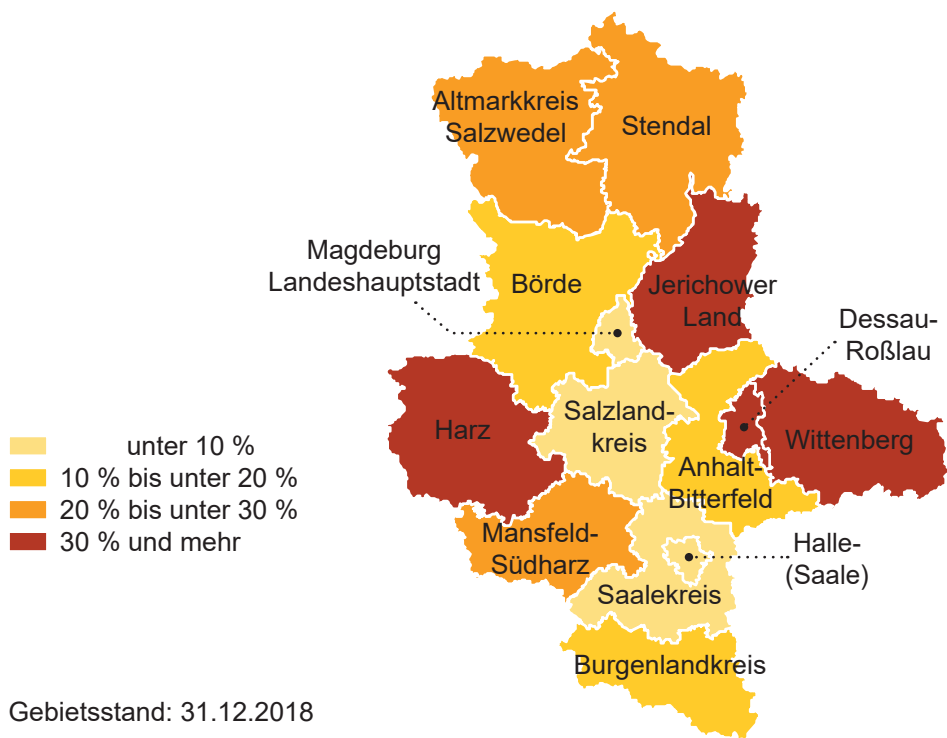 Altmarkkreis
Salzwedel
Stendal
Magdeburg
Landeshauptstadt
Börde
Jerichower
Land
Dessau-
Roßlau
Harz
Salzland-
kreis
Wittenberg
Anhalt-
Bitterfeld
unter 10 %
10 % bis unter 20 %
20 % bis unter 30 %
30 % und mehr
Mansfeld-
Südharz
Halle-
(Saale)
Saalekreis
Burgenlandkreis
Gebietsstand: 31.12.2018